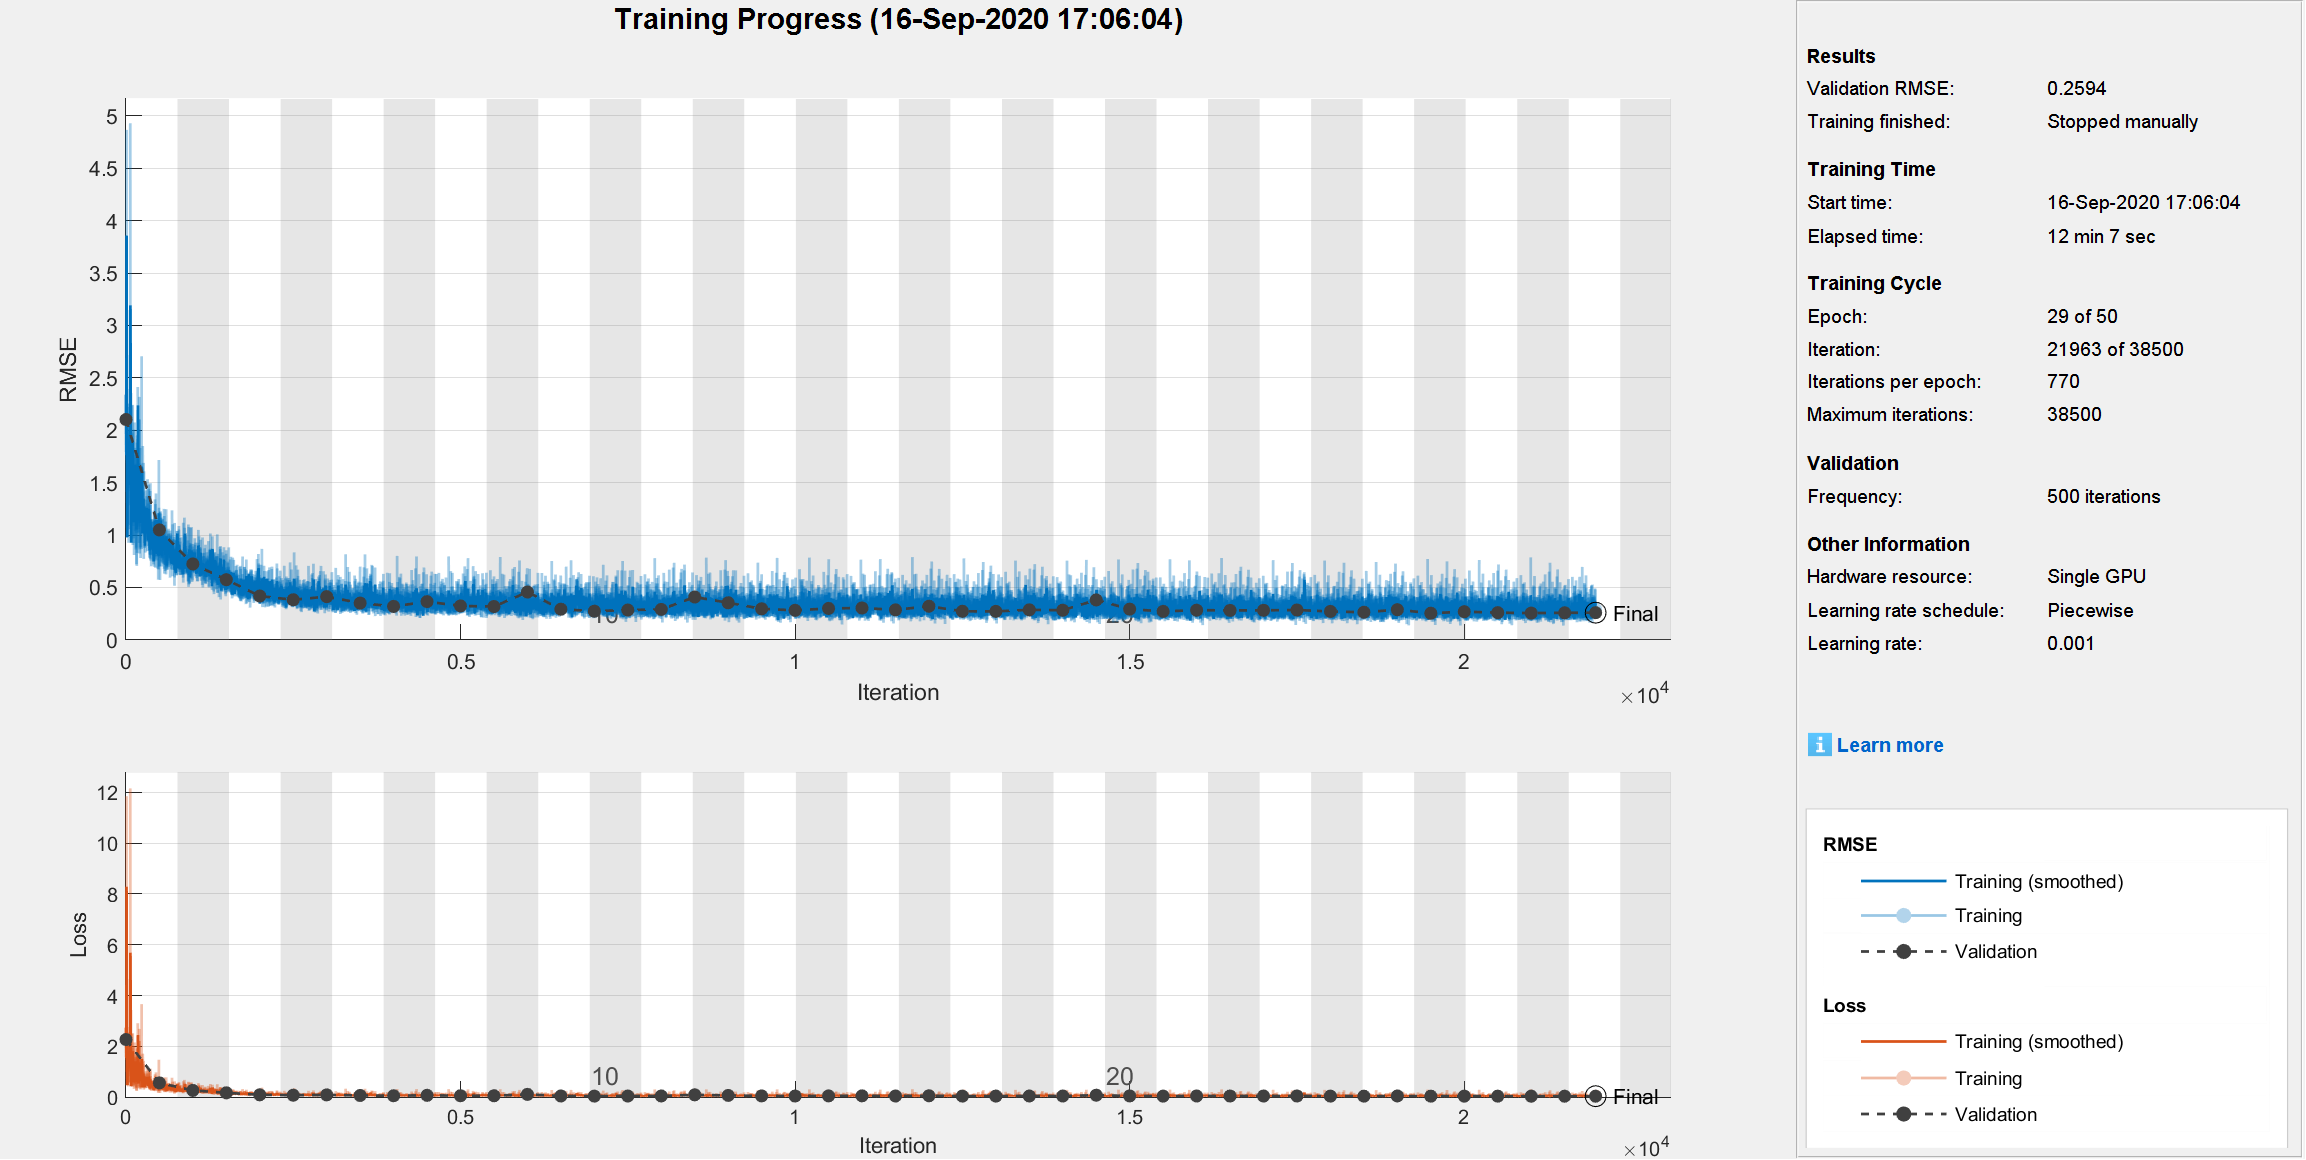 Training Progress (16-Sep-2020 17:06:04)
5
4.5
4
3.5
3
2.5
2
1.5
1
0.5
0
RMSE
10
20
Final
0
0.5
1
1.5
2
Iteration
×10^4
12
10
8
6
4
2
0
Loss
10
20
Final
0
0.5
1
1.5
2
Iteration
×10^4
Results
Validation RMSE: 0.2594
Training finished: Stopped manually
Training Time
Start time: 16-Sep-2020 17:06:04
Elapsed time: 12 min 7 sec
Training Cycle
Epoch: 29 of 50
Iteration: 21963 of 38500
Iterations per epoch: 770
Maximum iterations: 38500
Validation
Frequency: 500 iterations
Other Information
Hardware resource: Single GPU
Learning rate schedule: Piecewise
Learning rate: 0.001
i Learn more
RMSE
Training (smoothed)
Training
Validation
Loss
Training (smoothed)
Training
Validation